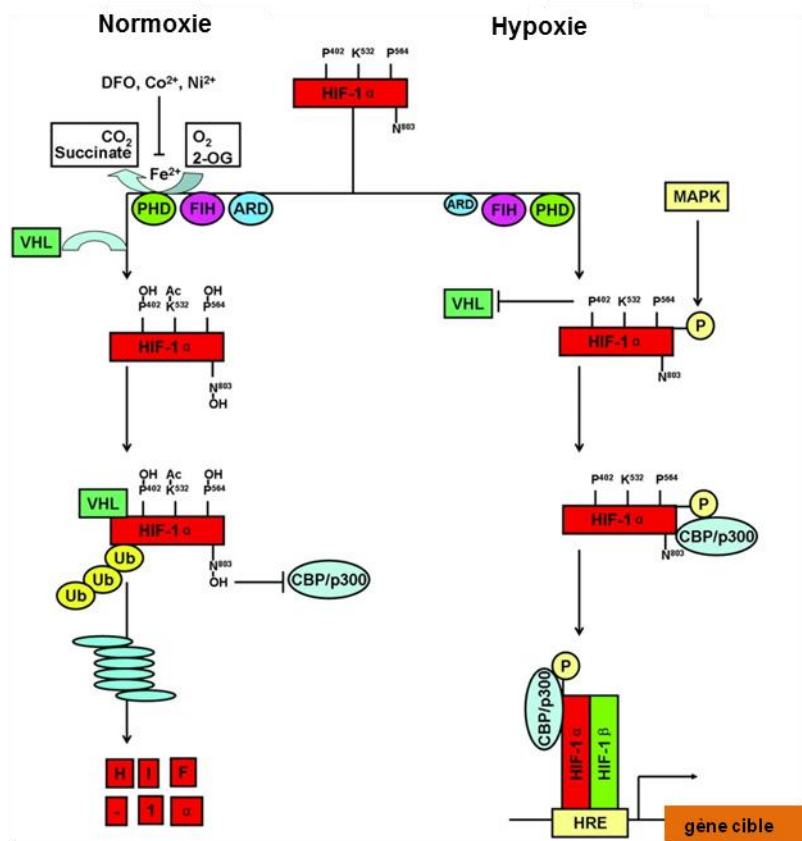 Normoxie
Hypoxie
P⁴⁰² K⁵³² P⁵⁶⁴
HIF-1 α
N⁸⁰³
DFO, Co²⁺, Ni²⁺
CO₂
Succinate
O₂
2-OG
Fe²⁺
PHD FIH ARD
ARD FIH PHD
MAPK
VHL
OH Ac OH
P⁴⁰² K⁵³² P⁵⁶⁴
HIF-1 α
N⁸⁰³
OH
VHL
P⁴⁰² K⁵³² P⁵⁶⁴
P
HIF-1 α
N⁸⁰³
OH Ac OH
P⁴⁰² K⁵³² P⁵⁶⁴
VHL
HIF-1 α
Ub
Ub
Ub
N⁸⁰³
OH
CBP/p300
P⁴⁰² K⁵³² P⁵⁶⁴
P
HIF-1 α
CBP/p300
N⁸⁰³
H I F
- 1 α
P
CBP/p300
HIF-1 α
HIF-1 β
HRE
gène cible